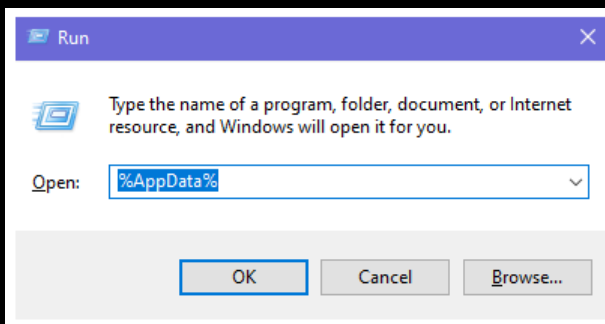 Run
Type the name of a program, folder, document, or Internet
resource, and Windows will open it for you.
Open: %AppData%
OK Cancel Browse...